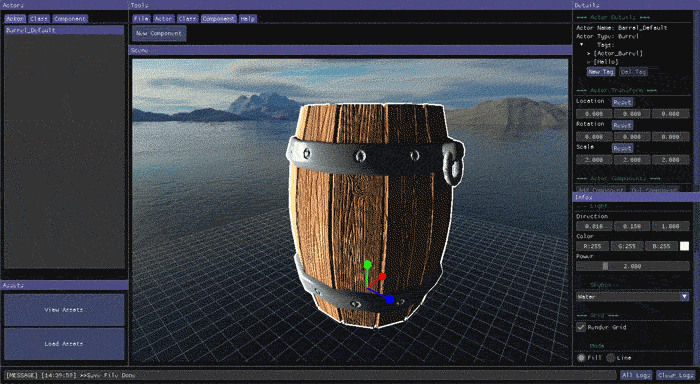 Actors
Actor Class Component
Barrel_Default
Assets
View Assets
Load Assets
Tools
File Actor Class Component Help
New Component
Scene
Details
=== Actor Details ===
Actor Name: Barrel_Default
Actor Type: Barrel
Tags:
> [Actor_Barrel]
> [Hello]
New Tag Del Tag
=== Actor Transform ===
Location Reset
0.000 0.000 0.000
Rotation Reset
0.000 0.000 0.000
Scale Reset
2.000 2.000 2.000
=== Actor Components ===
Add Component Del Component
Infos
Light
Direction
0.158 1.000
Color
R:255 G:255 B:255
Power
2.000
Skybox
Water
Grid
Render Grid
Mode
Fill Line
[MESSAGE] [14:39:59] >>Save File Done
All Logs Clear Logs